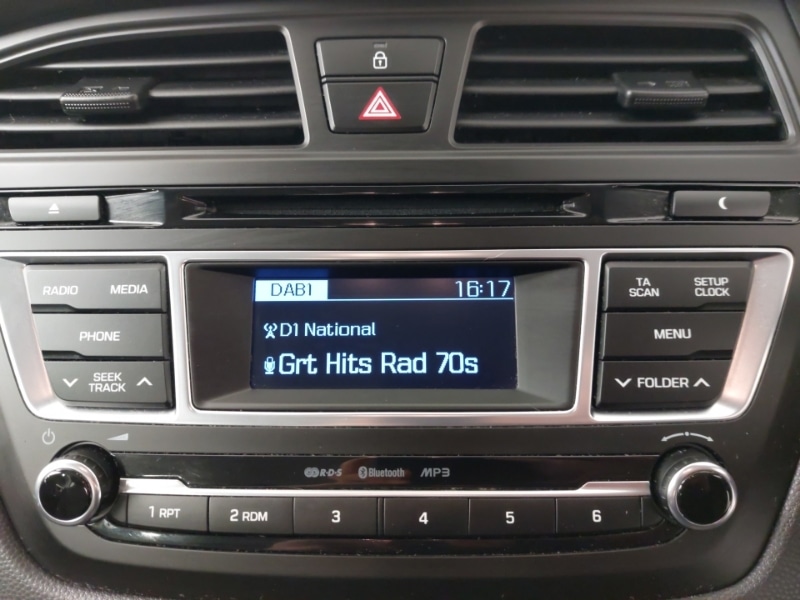 RADIO MEDIA
PHONE
SEEK
TRACK
DAB1 16:17
D1 National
Grt Hits Rad 70s
TA
SCAN
SETUP
CLOCK
MENU
FOLDER
R·D·S Bluetooth MP3
1 RPT 2 RDM 3 4 5 6